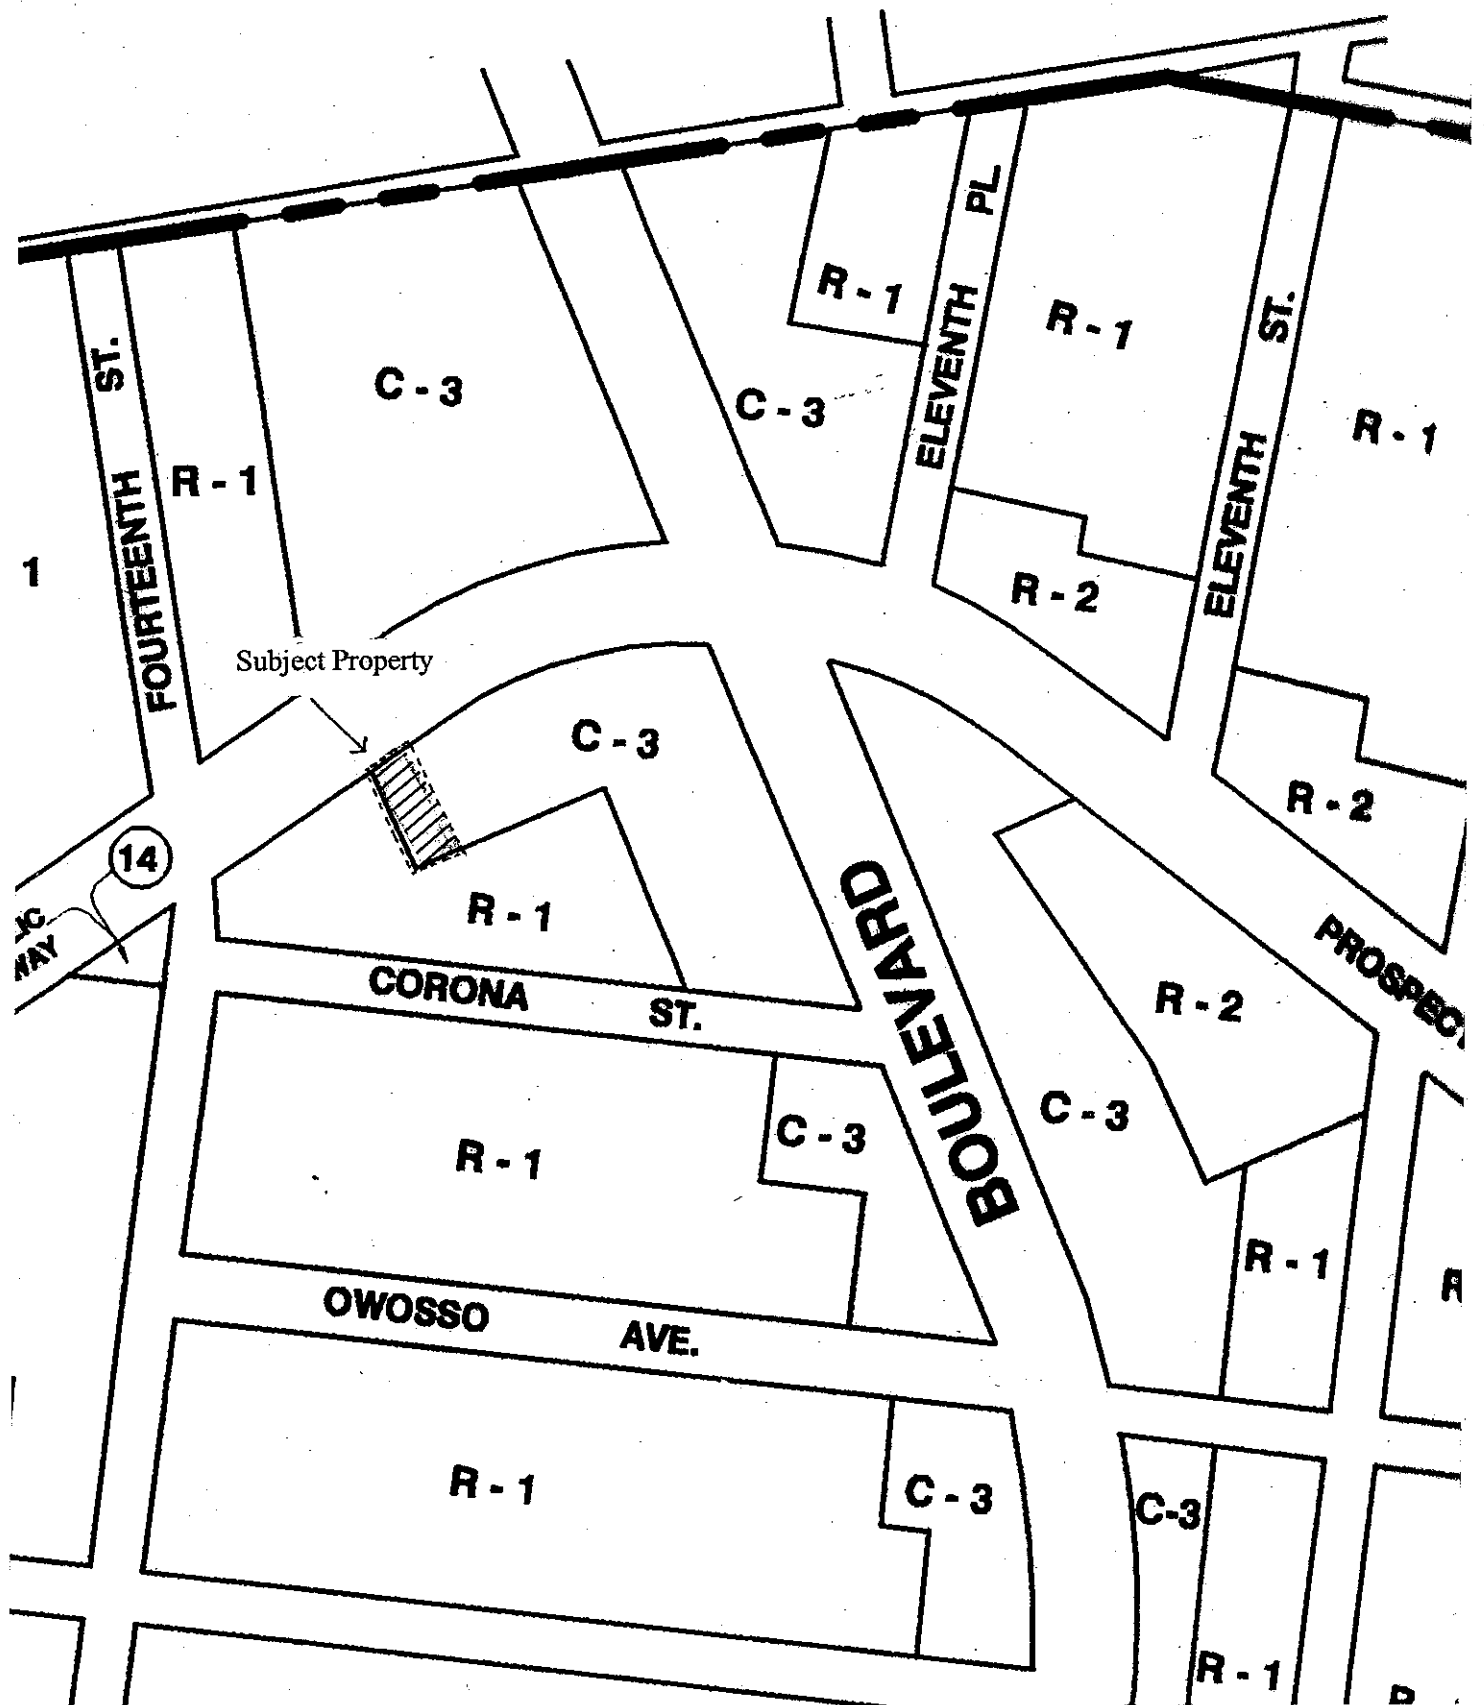 PL.
R - 1
R - 1
ST.
ST.
C - 3
C - 3
ELEVENTH
R - 1
R - 1
FOURTEENTH
ELEVENTH
1
R - 2
Subject Property
C - 3
R - 2
14
BOULEVARD
R - 1
WAY
CORONA ST.
R - 2
C - 3
C - 3
R - 1
R - 1
R
OWOSSO AVE.
R - 1
C - 3
C-3
R - 1